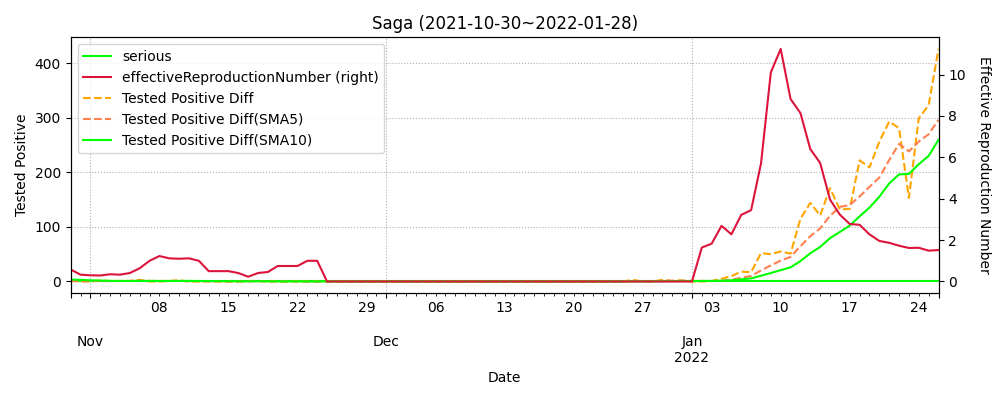 Saga (2021-10-30~2022-01-28)
serious
effectiveReproductionNumber (right)
Tested Positive Diff
Tested Positive Diff(SMA5)
Tested Positive Diff(SMA10)
Tested Positive
400
300
200
100
0
Effective Reproduction Number
10
8
6
4
2
0
08 15 22 29 06 13 20 27 03 10 17 24
Nov Dec Jan
2022
Date